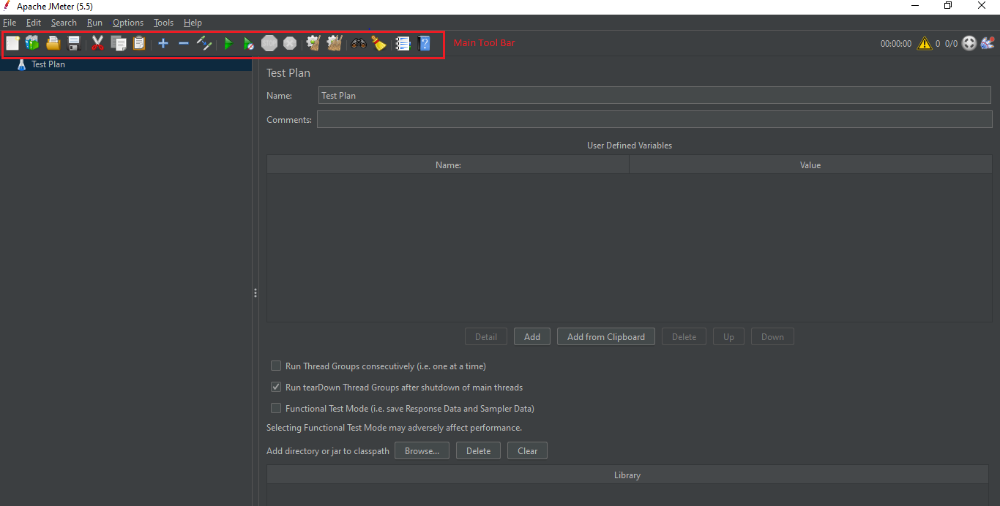 Apache JMeter (5.5)
File Edit Search Run Options Tools Help
STOP ? Main Tool Bar 00:00:00 0 0/0
Test Plan
Test Plan
Name: Test Plan
Comments:
User Defined Variables
Name: Value
Detail Add Add from Clipboard Delete Up Down
Run Thread Groups consecutively (i.e. one at a time)
Run tearDown Thread Groups after shutdown of main threads
Functional Test Mode (i.e. save Response Data and Sampler Data)
Selecting Functional Test Mode may adversely affect performance.
Add directory or jar to classpath Browse... Delete Clear
Library